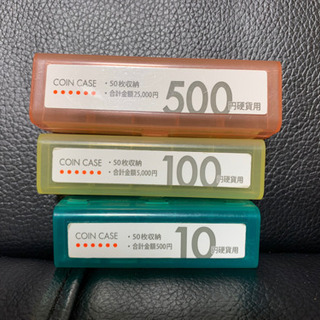 COIN CASE
・50枚収納
・合計金額25,000円
500円硬貨用
COIN CASE
・50枚収納
・合計金額5,000円
100円硬貨用
COIN CASE
・50枚収納
・合計金額500円
10円硬貨用